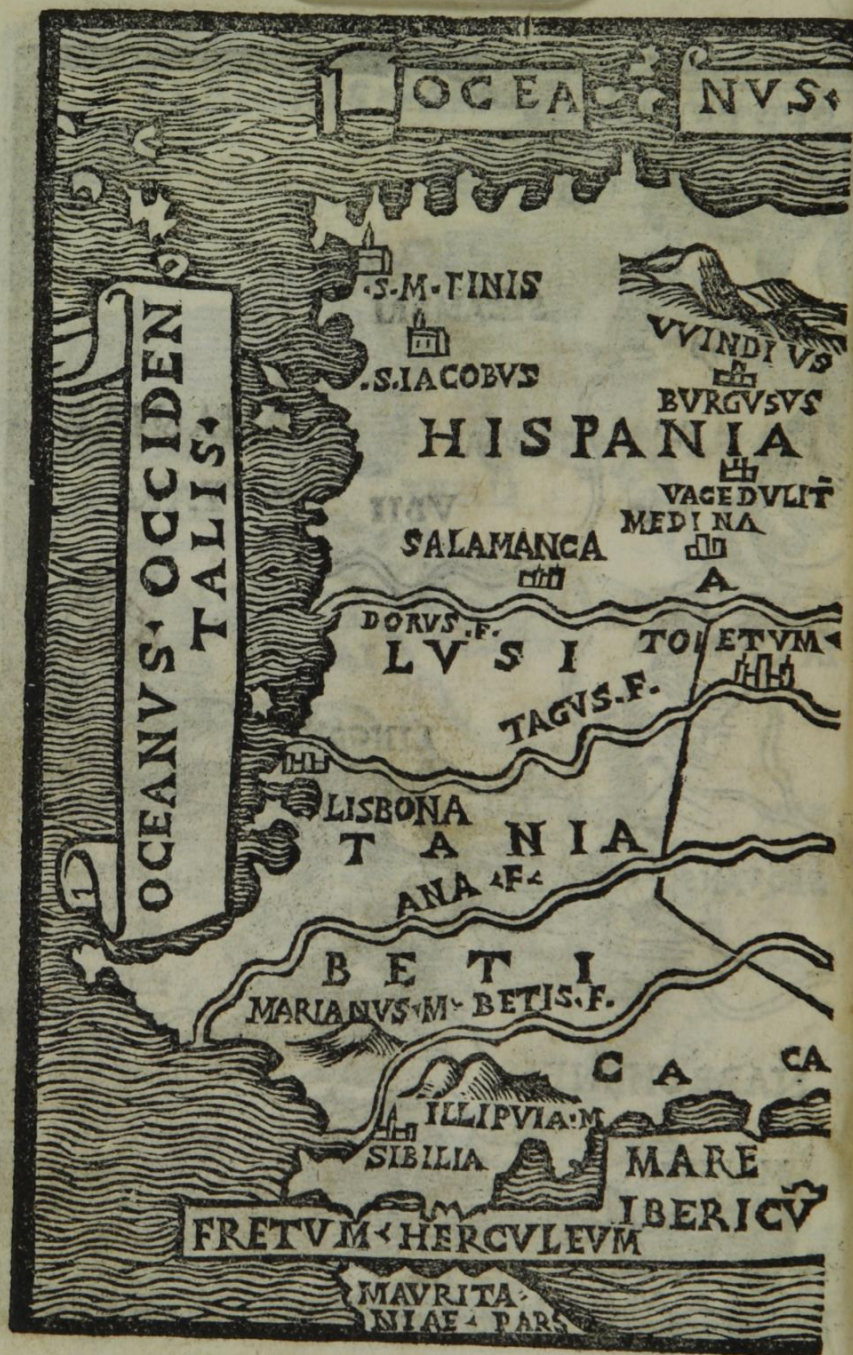 OCEA NVS
.S.M.FINIS
VVINDIVS
.S.IACOBVS
BVRGVSVS
HISPANIA
VACEDVLIT̄
MEDINA
SALAMANCA
A
DORVS.F.
TOLETVM
LVSI
TAGVS.F.
LISBONA
TANIA
ANA F
BETI
MARIANVS M BETIS.F.
CA CA
ILLIPVIA.M
SIBILIA
MARE
IBERICV̄
FRETVM HERCVLEVM
MAVRITA
NIAE PARS
OCEANVS OCCIDEN
TALIS